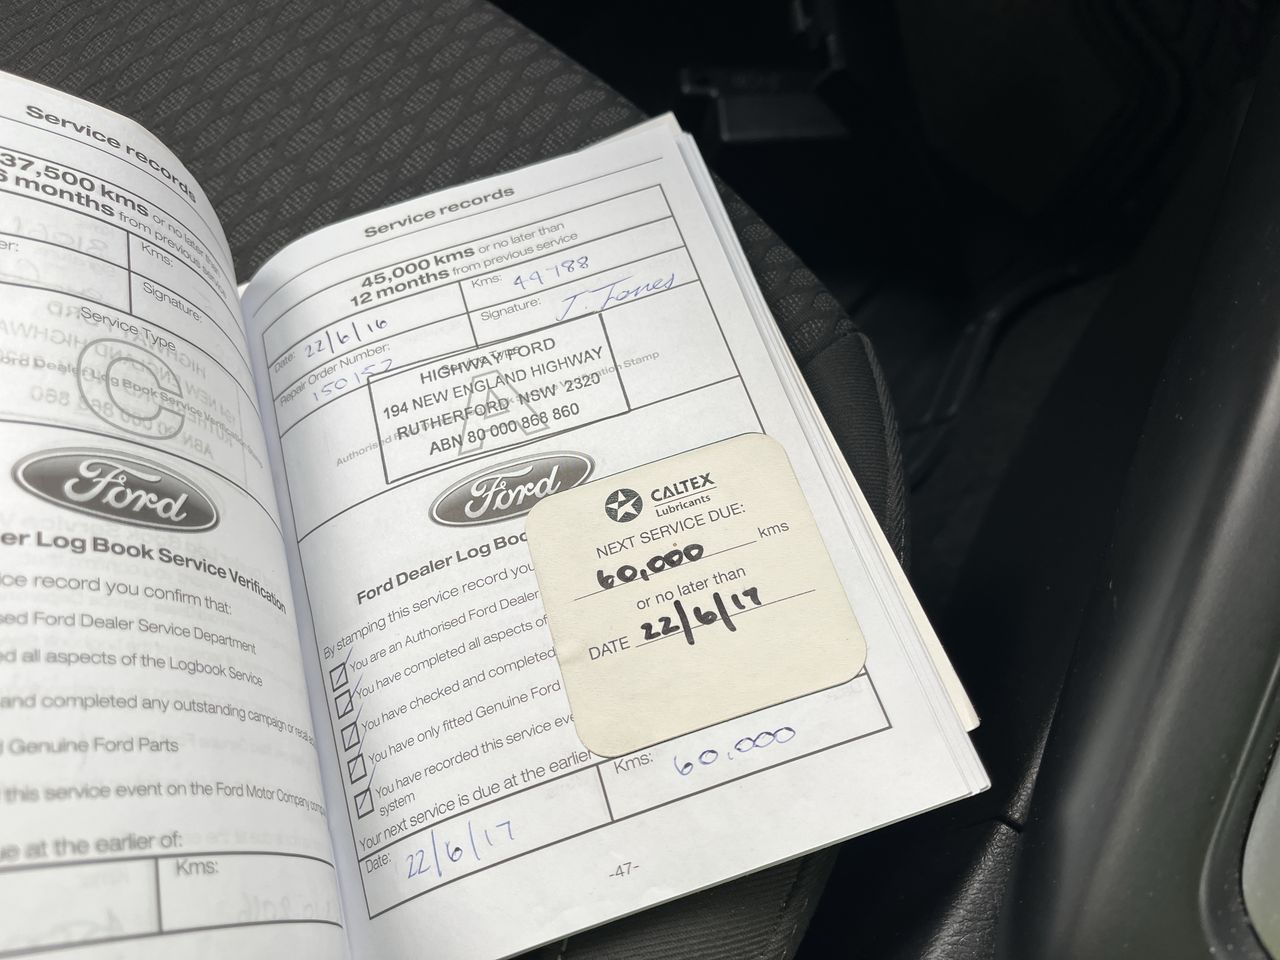 Service records
37,500 kms or no later than
6 months from previous service
Kms:
Signature:
Service Type
C
Ford
er Log Book Service Verification
ice record you confirm that:
sed Ford Dealer Service Department
ed all aspects of the Logbook Service
and completed any outstanding campaign or recall
Genuine Ford Parts
this service event on the Ford Motor Company
ue at the earlier of:
Kms:
Service records
45,000 kms or no later than
12 months from previous service
Date: 22/6/16
Kms: 49788
Repair Order Number:
150152
Signature: J. Jones
HIGHWAY FORD
194 NEW ENGLAND HIGHWAY
RUTHERFORD NSW 2320
ABN 80 000 868 860
A
Authorised
Stamp
Ford
Ford Dealer Log Boo
By stamping this service record you
You are an Authorised Ford Dealer
You have completed all aspects of
You have checked and completed
You have only fitted Genuine Ford
You have recorded this service eve
system
Your next service is due at the earlier
Date: 22/6/17
Kms: 60,000
-47-
CALTEX
Lubricants
NEXT SERVICE DUE:
60,000 kms
or no later than
DATE 22/6/17